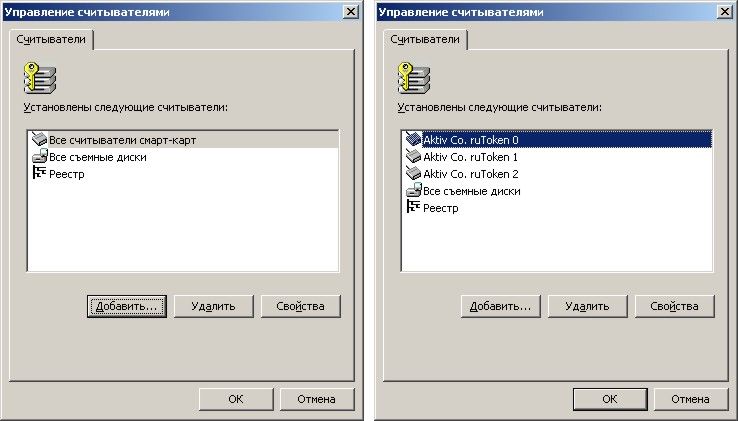 Управление считывателями
Считыватели
Установлены следующие считыватели:
Все считыватели смарт-карт
Все съемные диски
Реестр
Добавить...
Удалить
Свойства
OK
Отмена
Управление считывателями
Считыватели
Установлены следующие считыватели:
Aktiv Co. ruToken 0
Aktiv Co. ruToken 1
Aktiv Co. ruToken 2
Все съемные диски
Реестр
Добавить...
Удалить
Свойства
OK
Отмена